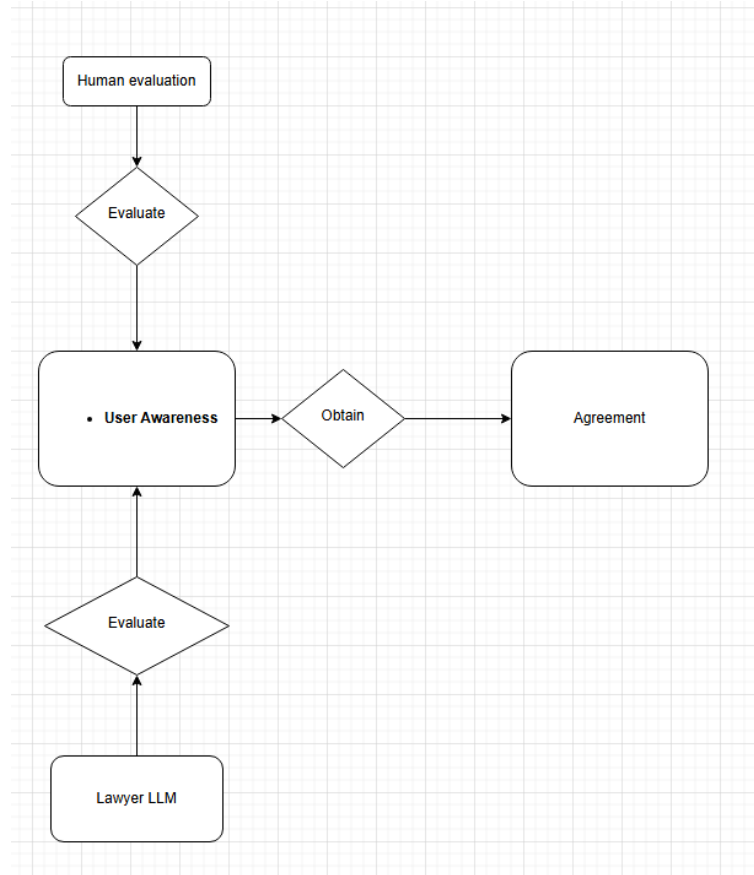 Human evaluation
Evaluate
• User Awareness
Obtain
Agreement
Evaluate
Lawyer LLM